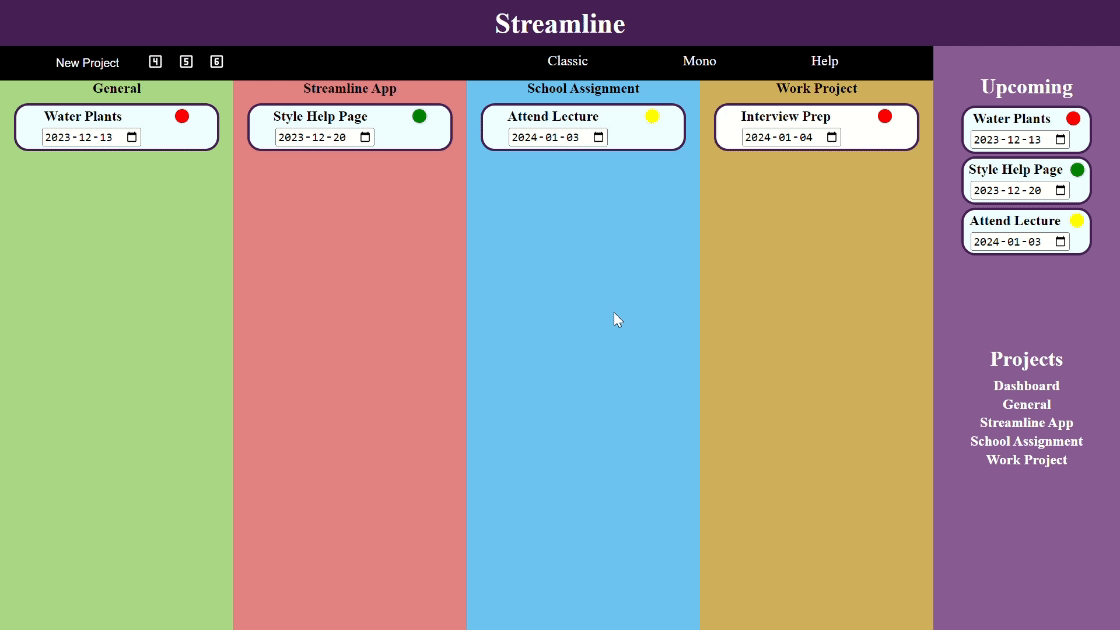 Streamline
New Project 4 5 6 Classic Mono Help
General
Water Plants
2023-12-13
Streamline App
Style Help Page
2023-12-20
School Assignment
Attend Lecture
2024-01-03
Work Project
Interview Prep
2024-01-04
Upcoming
Water Plants
2023-12-13
Style Help Page
2023-12-20
Attend Lecture
2024-01-03
Projects
Dashboard
General
Streamline App
School Assignment
Work Project